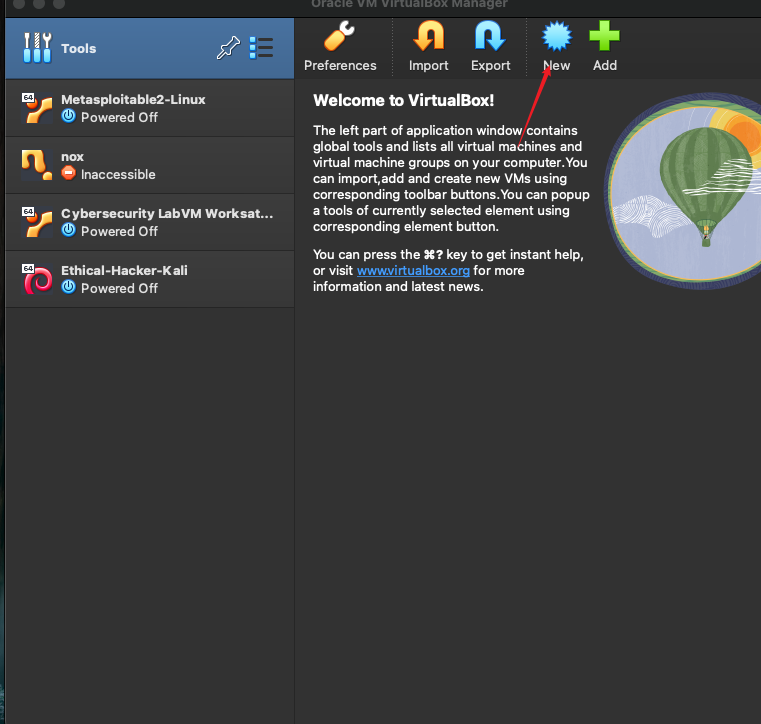 Oracle VM VirtualBox Manager
Tools
Preferences
Import
Export
New
Add
64
Metasploitable2-Linux
Powered Off
nox
Inaccessible
64
Cybersecurity LabVM Worksat...
Powered Off
64
Ethical-Hacker-Kali
Powered Off
Welcome to VirtualBox!
The left part of application window contains
global tools and lists all virtual machines and
virtual machine groups on your computer.You
can import,add and create new VMs using
corresponding toolbar buttons.You can popup
a tools of currently selected element using
corresponding element button.
You can press the ⌘? key to get instant help,
or visit www.virtualbox.org for more
information and latest news.